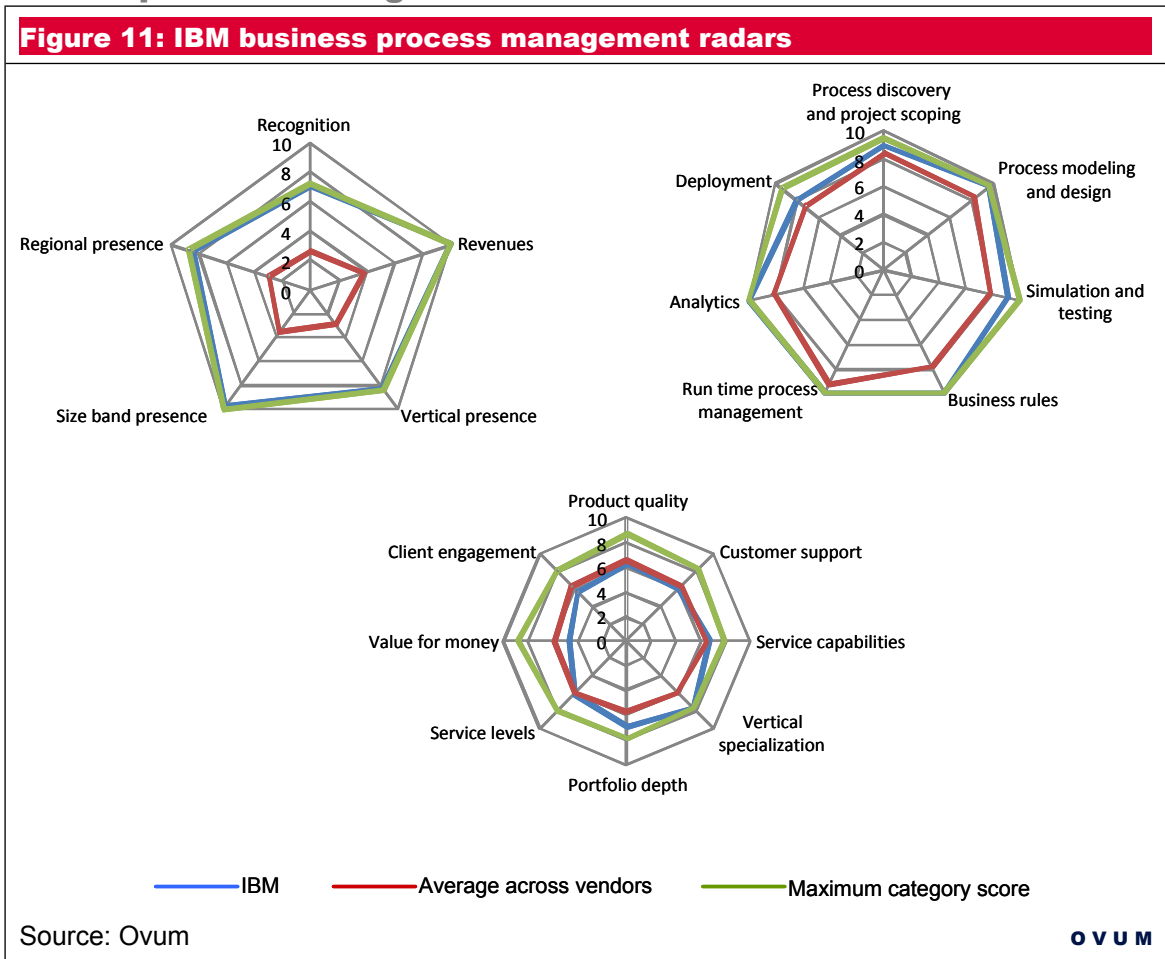 Figure 11: IBM business process management radars
Recognition
10
8
6
4
2
0
Revenues
Vertical presence
Size band presence
Regional presence
Process discovery
and project scoping
10
8
6
4
2
0
Process modeling
and design
Simulation and
testing
Business rules
Run time process
management
Analytics
Deployment
Product quality
10
8
6
4
2
0
Customer support
Service capabilities
Vertical
specialization
Portfolio depth
Service levels
Value for money
Client engagement
IBM
Average across vendors
Maximum category score
Source: Ovum
OVUM